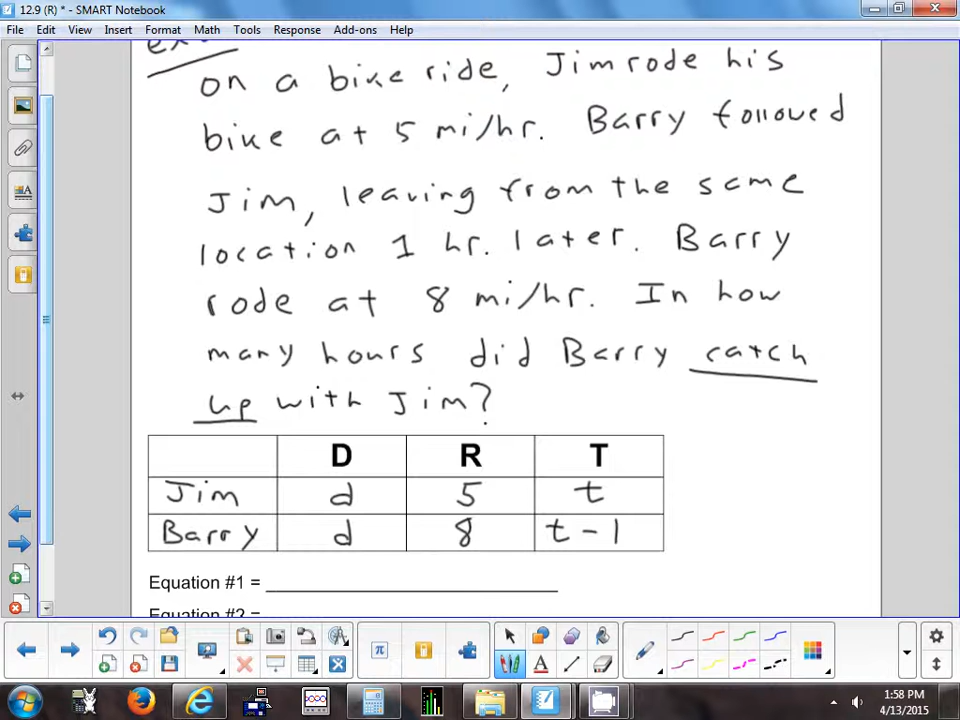 12.9 (R) * - SMART Notebook
File Edit View Insert Format Math Tools Response Add-ons Help
on a bike ride, Jim rode his
bike at 5 mi/hr. Barry followed
Jim, leaving from the same
location 1 hr. later. Barry
rode at 8 mi/hr. In how
many hours did Barry catch
up with Jim?
D R T
Jim d 5 t
Barry d 8 t - 1
Equation #1 =
Equation #2 =
1:58 PM
4/13/2015